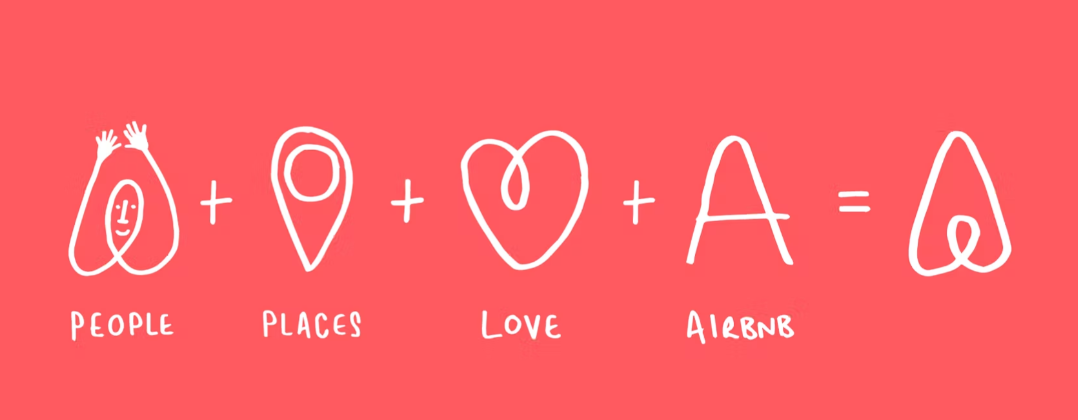 + + + A =
PEOPLE PLACES LOVE AIRBNB